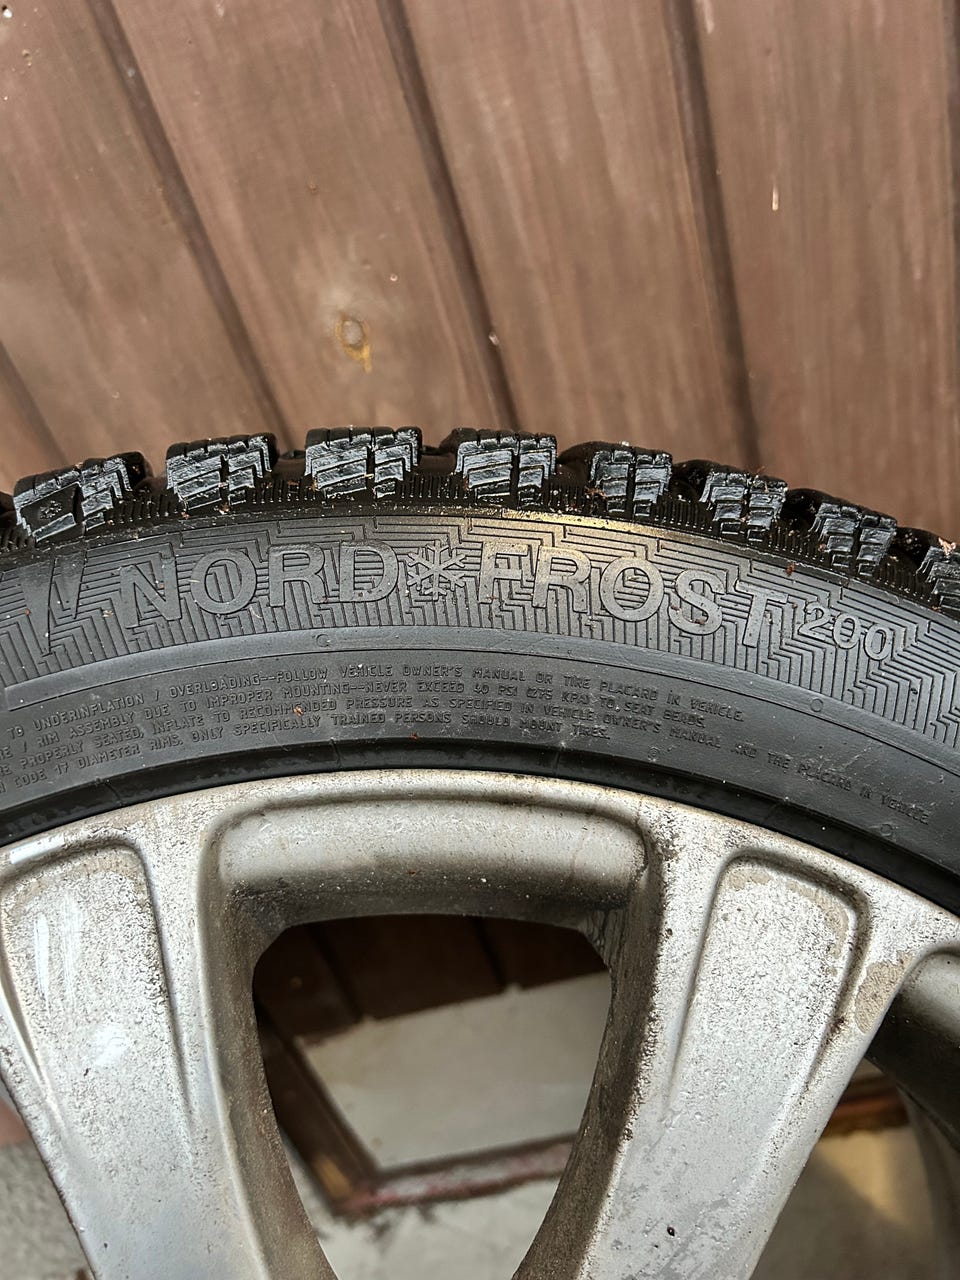 NORD FROST 200
UNDERINFLATION / OVERLOADING--FOLLOW VEHICLE OWNER'S MANUAL OR TIRE PLACARD IN VEHICLE.
/ RIM ASSEMBLY DUE TO IMPROPER MOUNTING--NEVER EXCEED 40 PSI (275 KPA) TO SEAT BEADS.
PROPERLY SEATED, INFLATE TO RECOMMENDED PRESSURE AS SPECIFIED IN VEHICLE OWNER'S MANUAL AND THE PLACARD IN VEHICLE
CODE 17 DIAMETER RIMS. ONLY SPECIFICALLY TRAINED PERSONS SHOULD MOUNT TIRES.